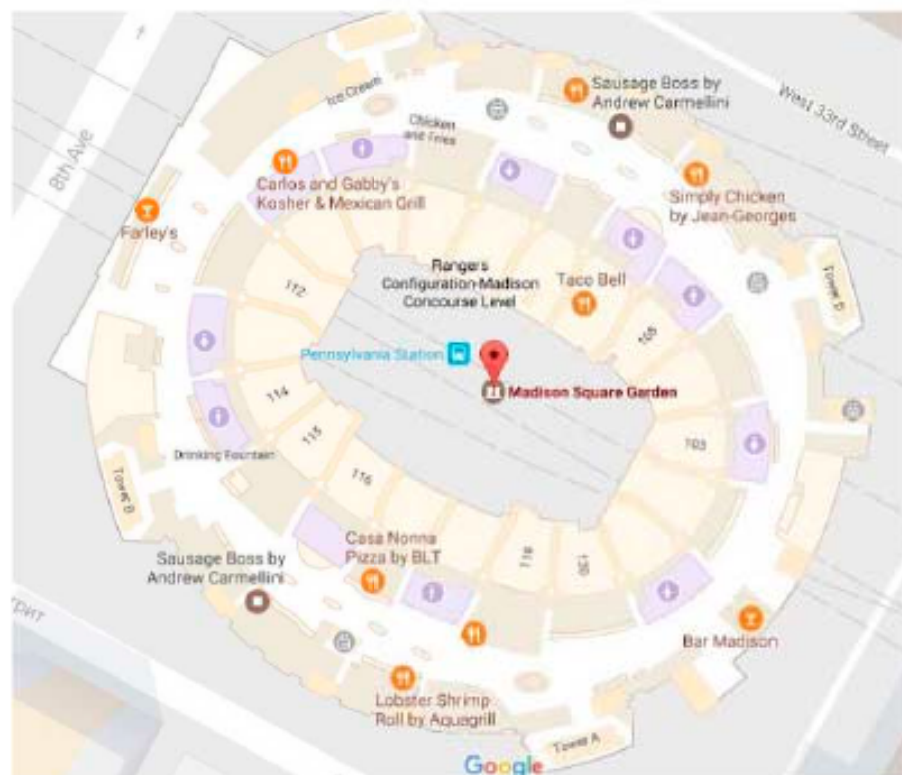 Sausage Boss by
Andrew Carmellini
West 33rd Street
Ice Cream
Chicken
and Fries
8th Ave
Carlos and Gabby's
Kosher & Mexican Grill
Simply Chicken
by Jean-Georges
Farley's
Rangers
Configuration-Madison
Concourse Level
Taco Bell
Tower D
112
105
Pennsylvania Station
Madison Square Garden
114
103
115
Drinking Fountain
116
Tower B
Casa Nonna
Pizza by BLT
Sausage Boss by
Andrew Carmellini
118
120
Bar Madison
Lobster Shrimp
Roll by Aquagrill
Tower A
Google